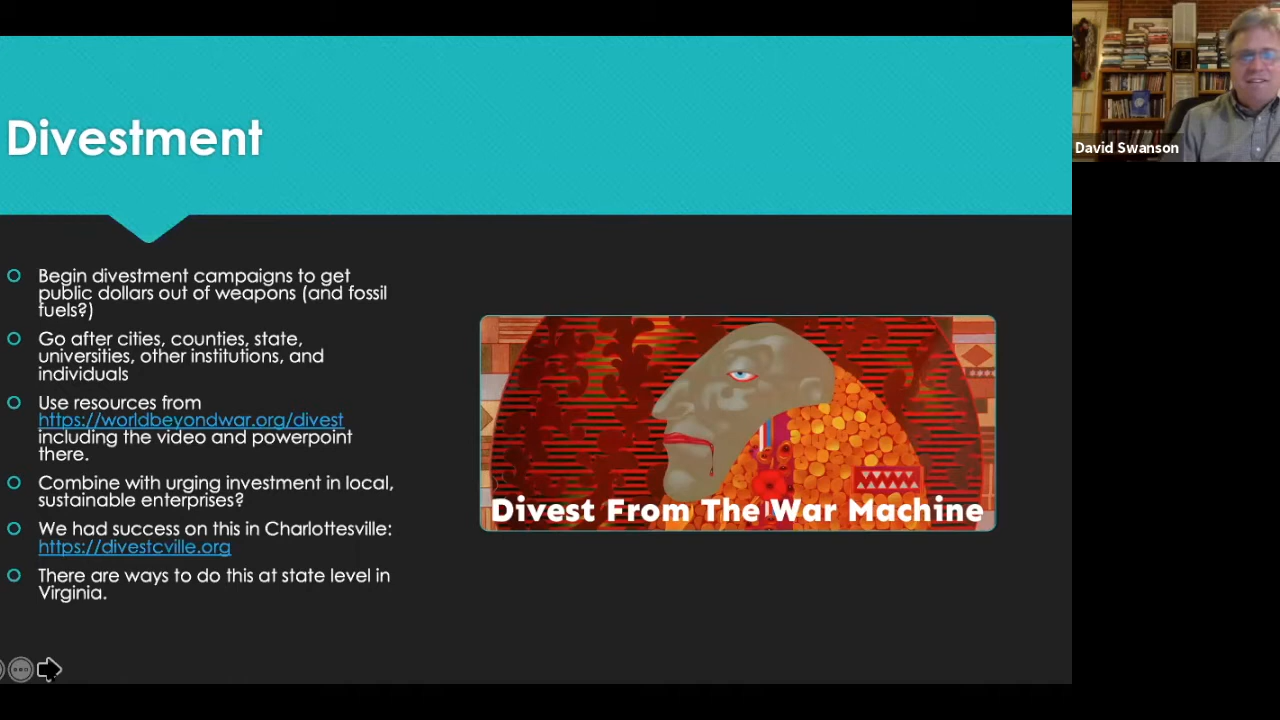 Divestment
David Swanson
Begin divestment campaigns to get
public dollars out of weapons (and fossil
fuels?)
Go after cities, counties, state,
universities, other institutions, and
individuals
Use resources from
https://worldbeyondwar.org/divest
including the video and powerpoint
there.
Combine with urging investment in local,
sustainable enterprises?
We had success on this in Charlottesville:
https://divestcville.org
There are ways to do this at state level in
Virginia.
Divest From The War Machine